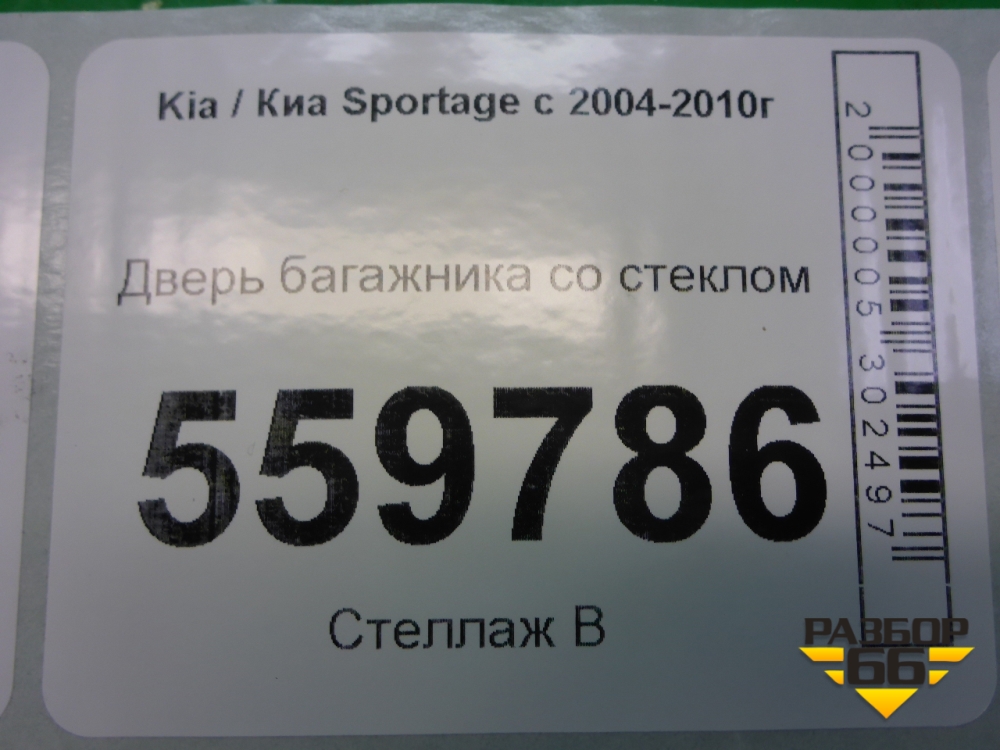 Kia / Киа Sportage с 2004-2010г
Дверь багажника со стеклом
559786
Стеллаж В
2000005302497
РАЗБОР
66